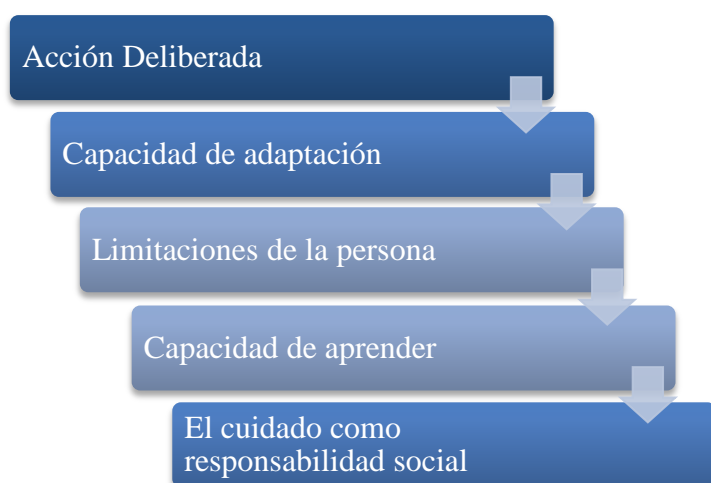 Acción Deliberada
Capacidad de adaptación
Limitaciones de la persona
Capacidad de aprender
El cuidado como
responsabilidad social